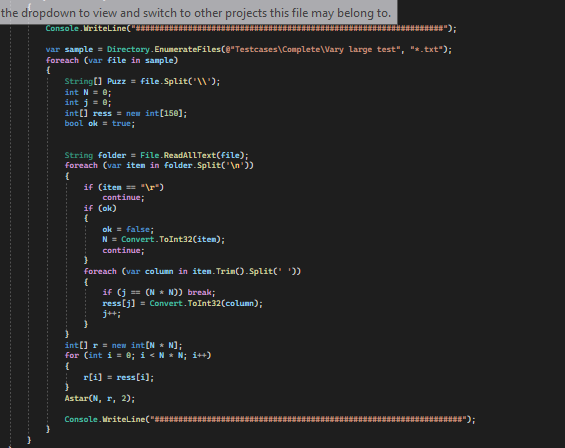 the dropdown to view and switch to other projects this file may belong to.
{
Console.WriteLine("#################################################################");
var sample = Directory.EnumerateFiles(@"Testcases\Complete\Vary large test", "*.txt");
foreach (var file in sample)
{
String[] Puzz = file.Split('\\');
int N = 0;
int j = 0;
int[] ress = new int[150];
bool ok = true;
String folder = File.ReadAllText(file);
foreach (var item in folder.Split('\n'))
{
if (item == "\r")
continue;
if (ok)
{
ok = false;
N = Convert.ToInt32(item);
continue;
}
foreach (var column in item.Trim().Split(' '))
{
if (j == (N * N)) break;
ress[j] = Convert.ToInt32(column);
j++;
}
}
int[] r = new int[N * N];
for (int i = 0; i < N * N; i++)
{
r[i] = ress[i];
}
Astar(N, r, 2);
Console.WriteLine("#################################################################");
}
}